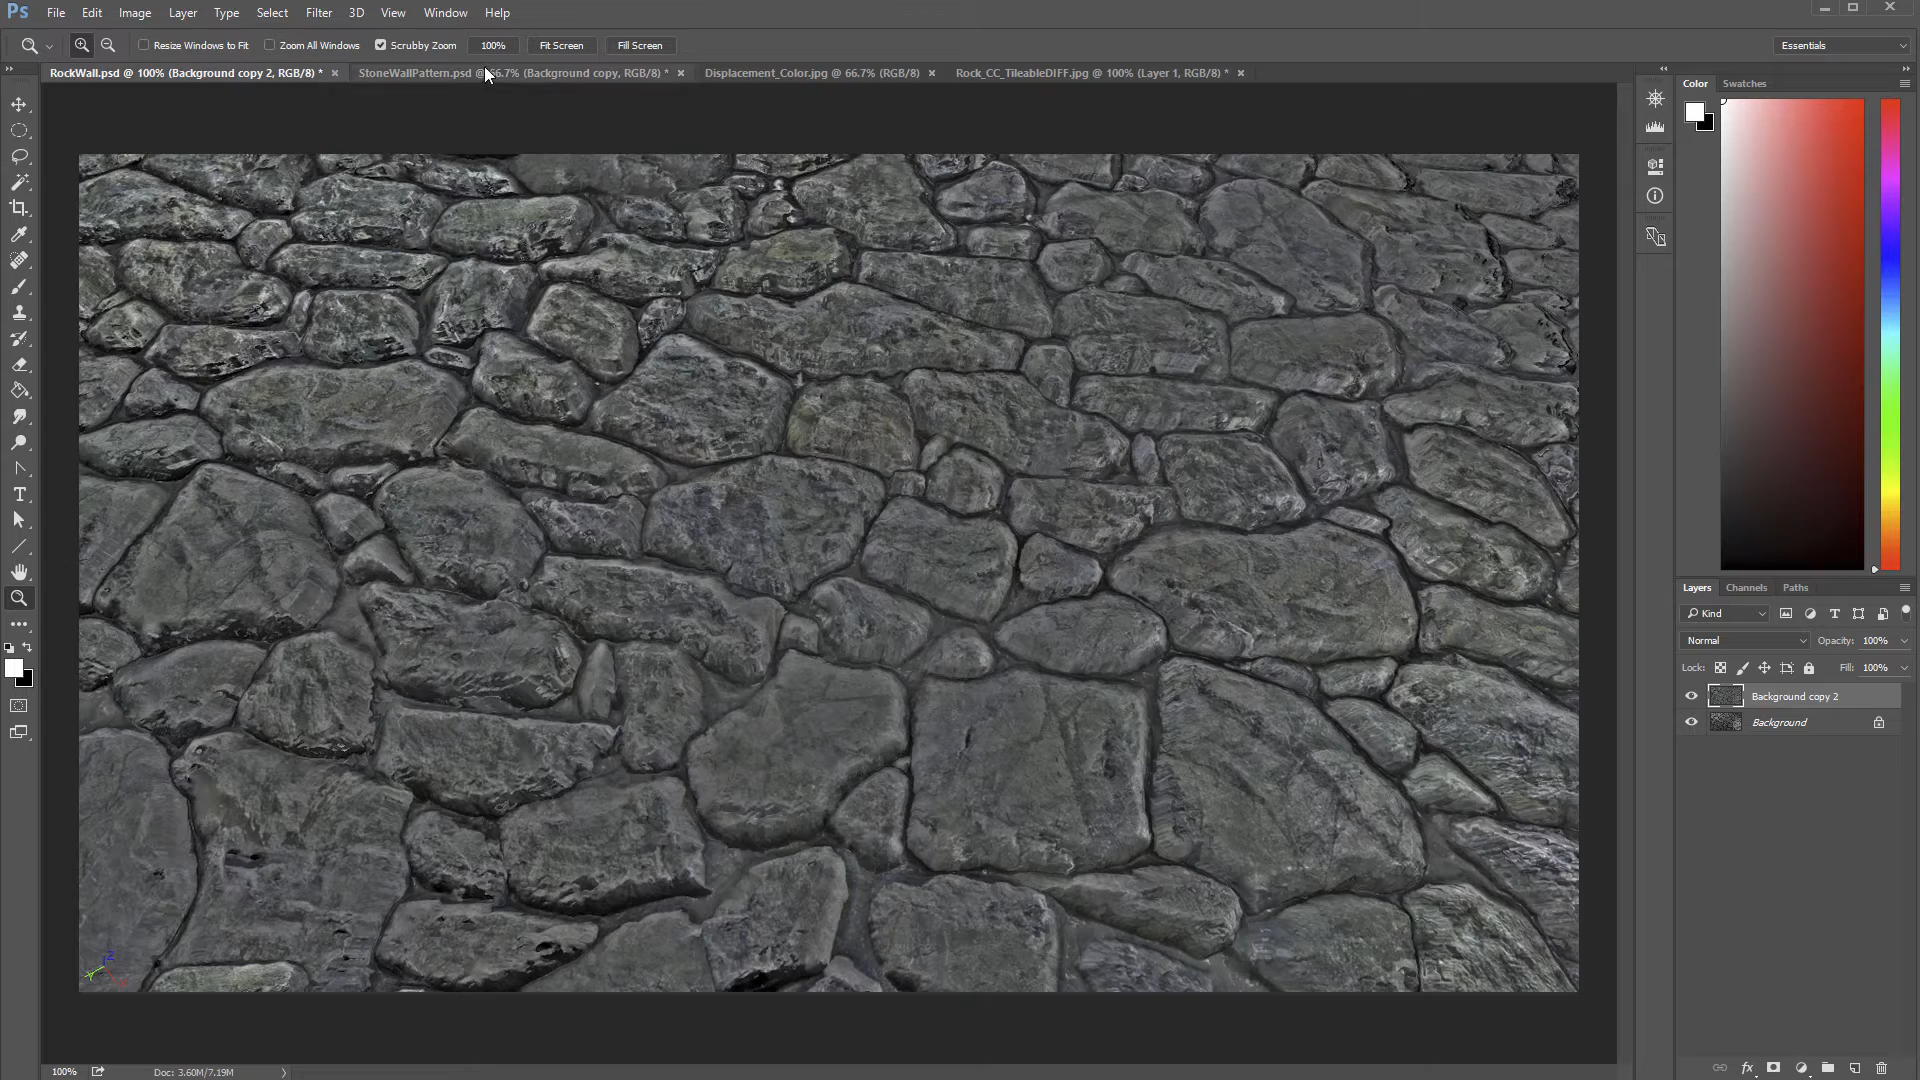 Ps File Edit Image Layer Type Select Filter 3D View Window Help
Resize Windows to Fit Zoom All Windows Scrubby Zoom 100% Fit Screen Fill Screen Essentials
RockWall.psd @ 100% (Background copy 2, RGB/8) * × StoneWallPattern.psd @ 66.7% (Background copy, RGB/8) * × Displacement_Color.jpg @ 66.7% (RGB/8) × Rock_CC_TileableDIFF.jpg @ 100% (Layer 1, RGB/8) * ×
Color Swatches
Layers Channels Paths
Kind
Normal Opacity: 100%
Lock: Fill: 100%
Background copy 2
Background
Z
Y
100% Doc: 3.60M/7.19M